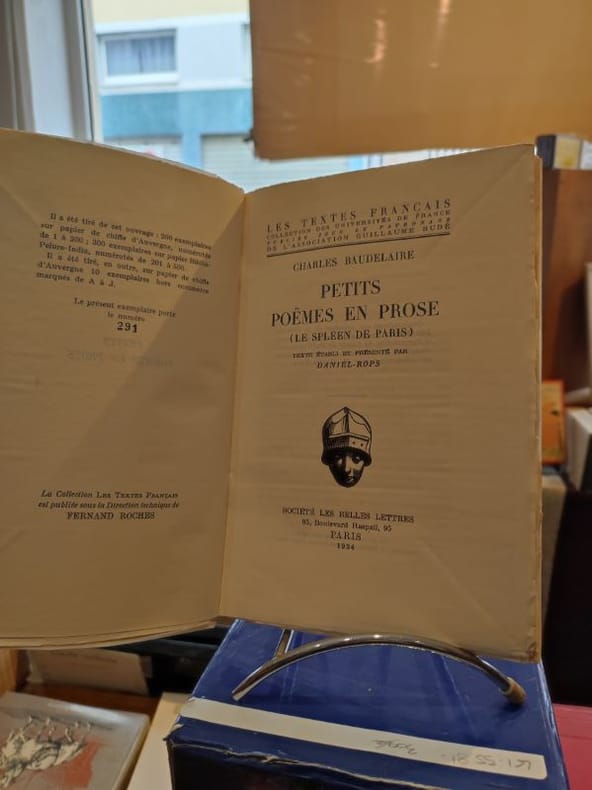 Il a été tiré de cet ouvrage : 200 exemplaires
sur papier de chiffe d'Auvergne, numérotés
de 1 à 200 ; 300 exemplaires sur papier
Pelure-India, numérotés de 201 à 500.
Il a été tiré, en outre, sur papier de chiffe
d'Auvergne 10 exemplaires hors commerce
marqués de A à J.
Le présent exemplaire porte
le numéro
291
La Collection LES TEXTES FRANÇAIS
est publiée sous la Direction technique de
FERNAND ROCHES
LES TEXTES FRANÇAIS
COLLECTION DES UNIVERSITÉS DE FRANCE
PUBLIÉE SOUS LE PATRONAGE
DE L'ASSOCIATION GUILLAUME BUDÉ
CHARLES BAUDELAIRE
PETITS
POÈMES EN PROSE
(LE SPLEEN DE PARIS)
TEXTE ÉTABLI ET PRÉSENTÉ PAR
DANIEL-ROPS
SOCIÉTÉ LES BELLES LETTRES
95, Boulevard Raspail, 95
PARIS
1934